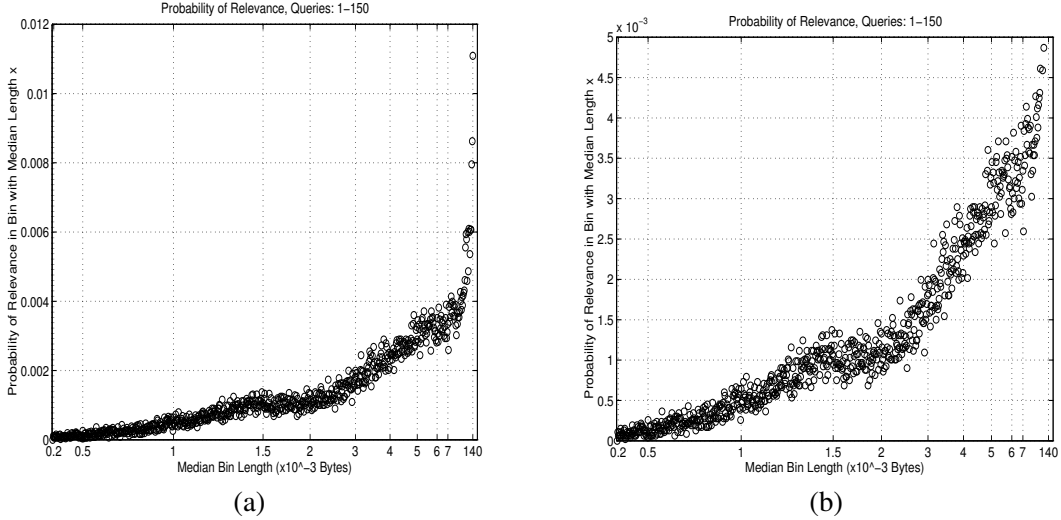 Probability of Relevance, Queries: 1−150
0.012
0.01
0.008
0.006
0.004
0.002
0
Probability of Relevance in Bin with Median Length x
0.2 0.5 1 1.5 2 3 4 5 6 7 140
Median Bin Length (x10^−3 Bytes)
(a)
x 10−3
Probability of Relevance, Queries: 1−150
5
4.5
4
3.5
3
2.5
2
1.5
1
0.5
0
Probability of Relevance in Bin with Median Length x
0.2 0.5 1 2 3 4 5 6 7 140
Median Bin Length (x10^−3 Bytes)
(b)